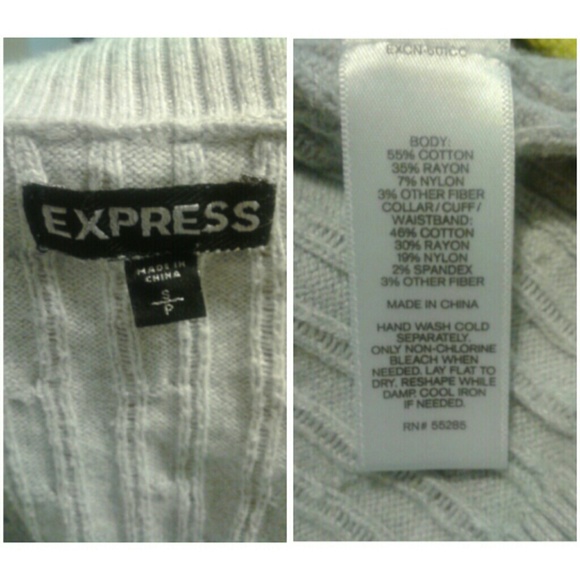 EXPRESS
MADE IN
CHINA
S
P
EXCN-601CC
BODY:
55% COTTON
35% RAYON
7% NYLON
3% OTHER FIBER
COLLAR / CUFF /
WAISTBAND:
46% COTTON
30% RAYON
19% NYLON
2% SPANDEX
3% OTHER FIBER
MADE IN CHINA
HAND WASH COLD
SEPARATELY.
ONLY NON-CHLORINE
BLEACH WHEN
NEEDED. LAY FLAT TO
DRY. RESHAPE WHILE
DAMP. COOL IRON
IF NEEDED.
RN# 55285